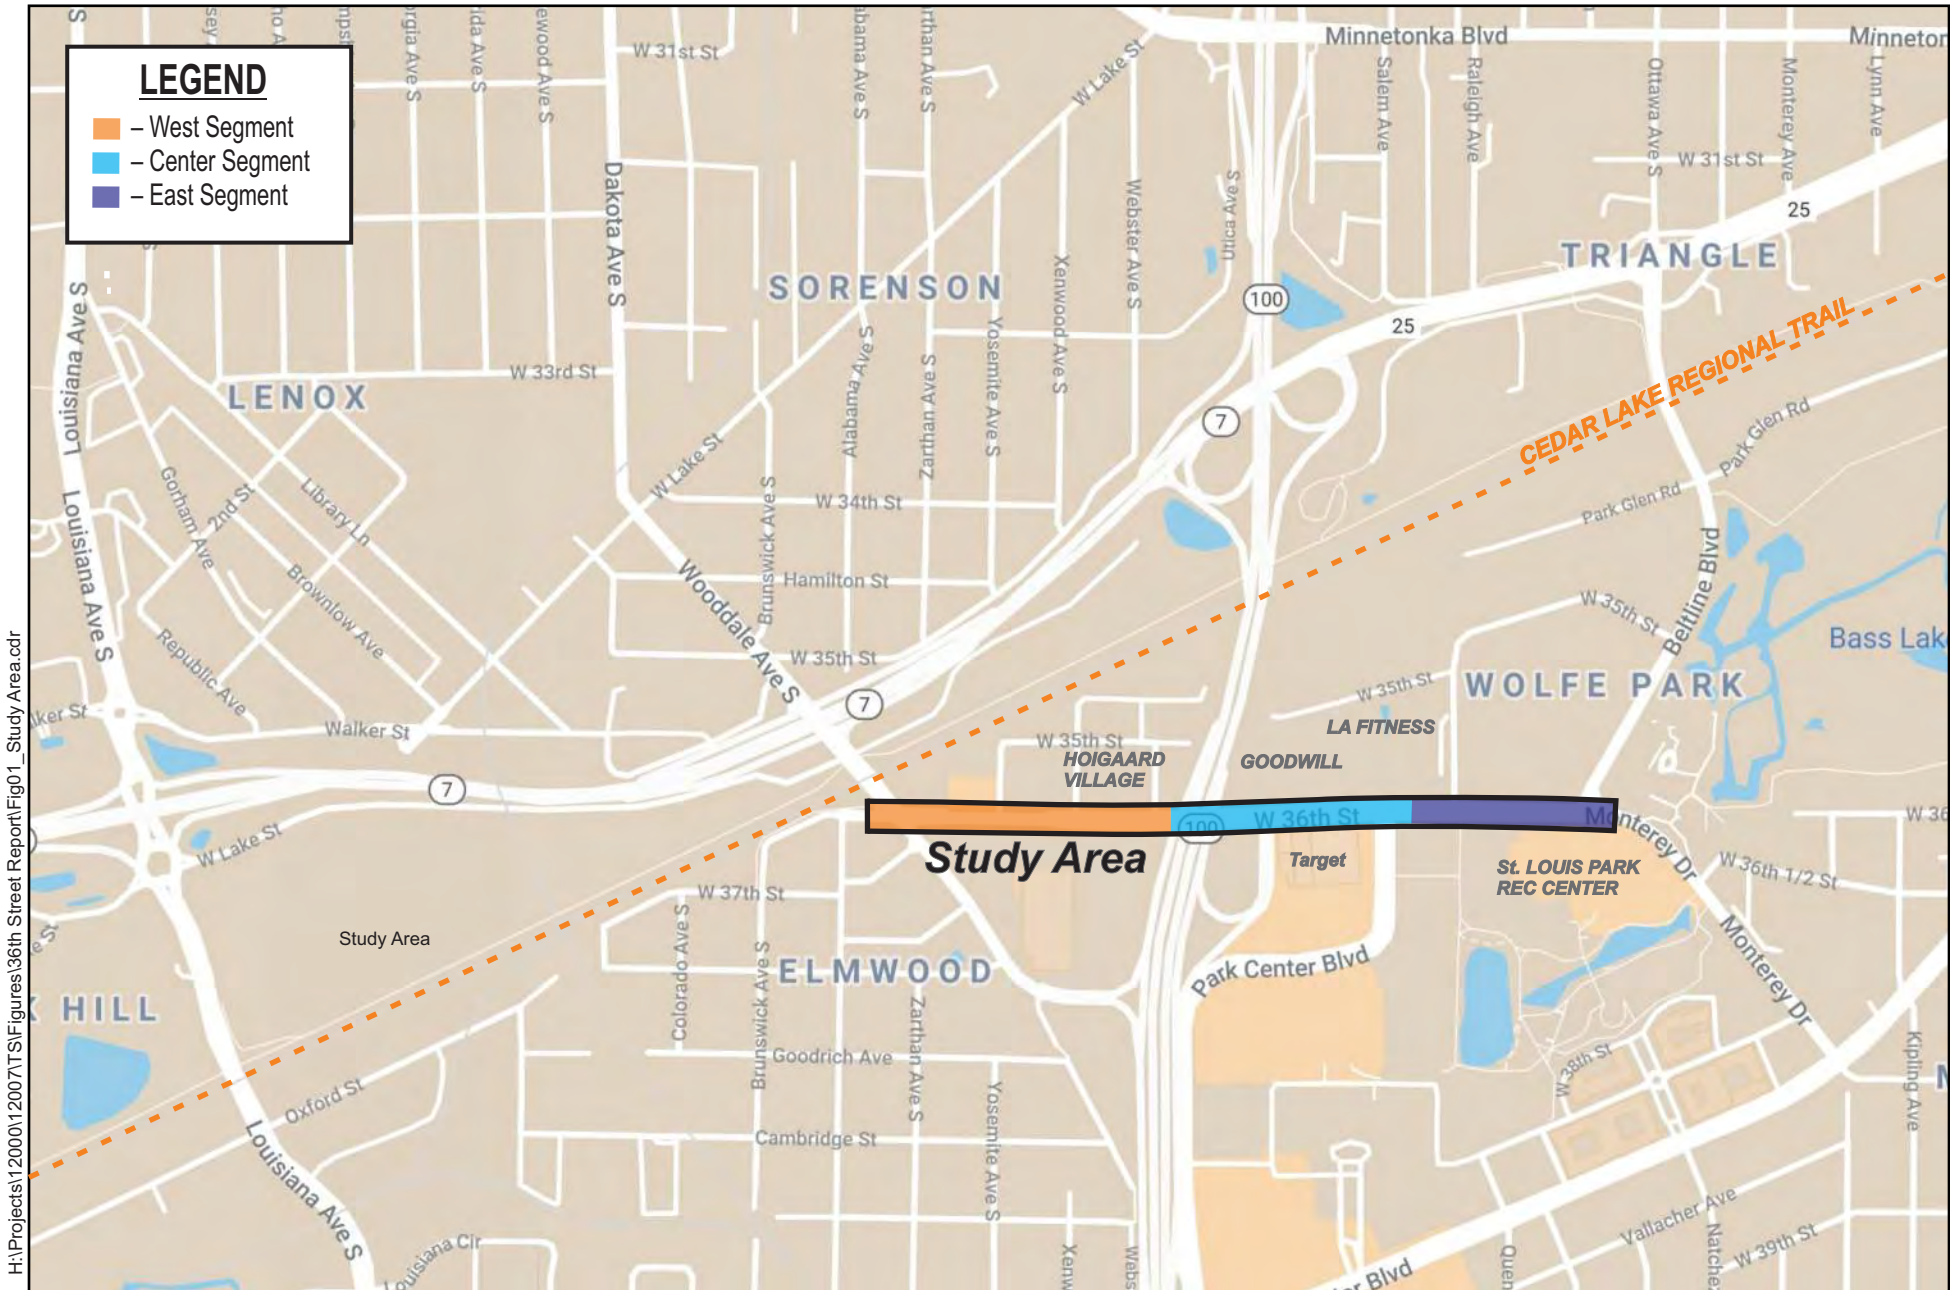 LEGEND
– West Segment
– Center Segment
– East Segment
Minnetonka Blvd
W 31st St
W Lake St
Salem Ave
Raleigh Ave
Ottawa Ave S
Monterey Ave
Lynn Ave
W 31st St
25
Dakota Ave S
Webster Ave S
Utica Ave S
TRIANGLE
SORENSON
Xenwood Ave S
100
25
Louisiana Ave S
Yosemite Ave S
Alabama Ave S
Zarthan Ave S
CEDAR LAKE REGIONAL TRAIL
W 33rd St
LENOX
7
Park Glen Rd
W Lake St
Gorham Ave
2nd St
Library Ln
W 34th St
Brunswick Ave S
Park Glen Rd
Louisiana Ave S
Wooddale Ave S
Hamilton St
Brownlow Ave
Beltline Blvd
W 35th St
Republic Ave
W 35th St
Bass Lak
WOLFE PARK
W 35th St
7
Walker St
LA FITNESS
W 35th St
HOIGAARD
VILLAGE
GOODWILL
7
W 36th St
100
Monterey Dr
W 36
W Lake St
Study Area
Target
St. LOUIS PARK
REC CENTER
W 36th 1/2 St
W 37th St
Colorado Ave S
Study Area
Brunswick Ave S
ELMWOOD
Park Center Blvd
Monterey Dr
HILL
Zarthan Ave S
Goodrich Ave
W 38th St
Kipling Ave
Oxford St
Yosemite Ave S
Cambridge St
Louisiana Ave S
Vallacher Ave
W 39th St
Louisiana Cir
Blvd
H:\Projects\12000\12007\TS\Figures\36th Street Report\Fig01_Study Area.cdr